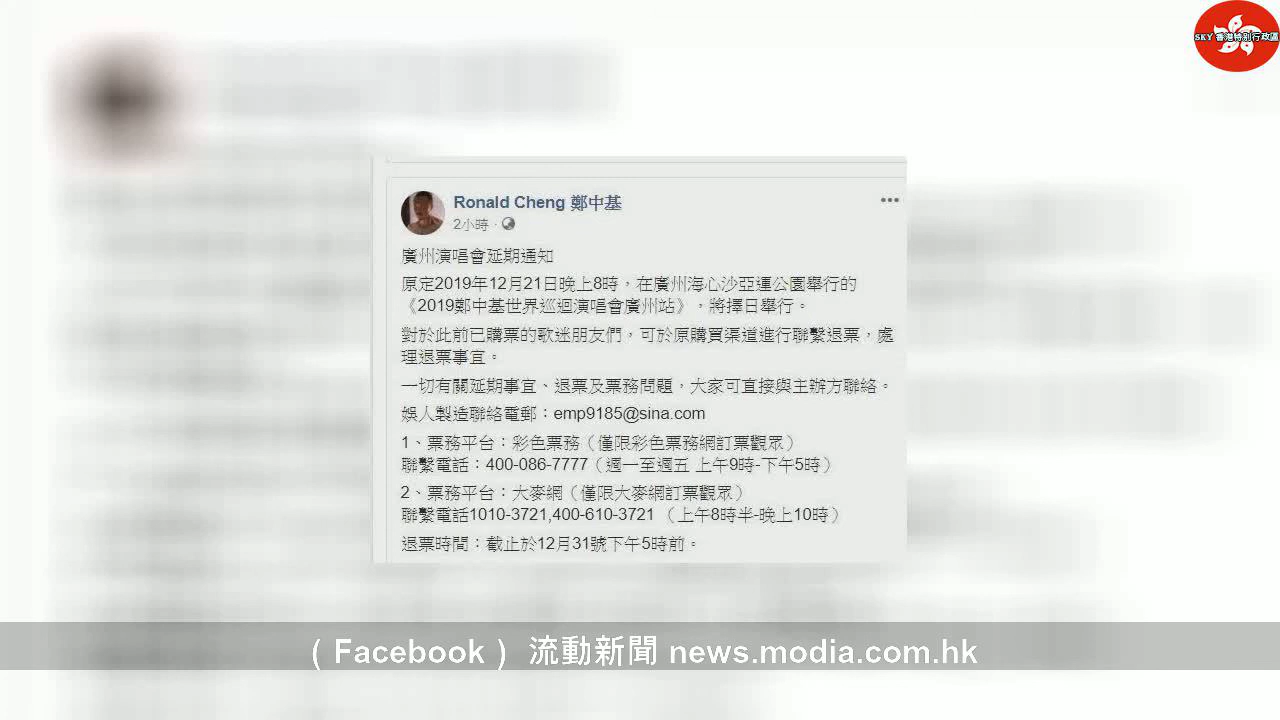 SKY 香港特別行政區
Ronald Cheng 鄭中基
2小時 ·
廣州演唱會延期通知
原定2019年12月21日晚上8時，在廣州海心沙亞運公園舉行的
《2019鄭中基世界巡迴演唱會廣州站》，將擇日舉行。
對於此前已購票的歌迷朋友們，可於原購買渠道進行聯繫退票，處
理退票事宜。
一切有關延期事宜、退票及票務問題，大家可直接與主辦方聯絡。
娛人製造聯絡電郵：emp9185@sina.com
1、票務平台：彩色票務（僅限彩色票務網訂票觀眾）
聯繫電話：400-086-7777（週一至週五 上午9時-下午5時）
2、票務平台：大麥網（僅限大麥網訂票觀眾）
聯繫電話1010-3721,400-610-3721 （上午8時半-晚上10時）
退票時間：截止於12月31號下午5時前。
（Facebook） 流動新聞 news.modia.com.hk